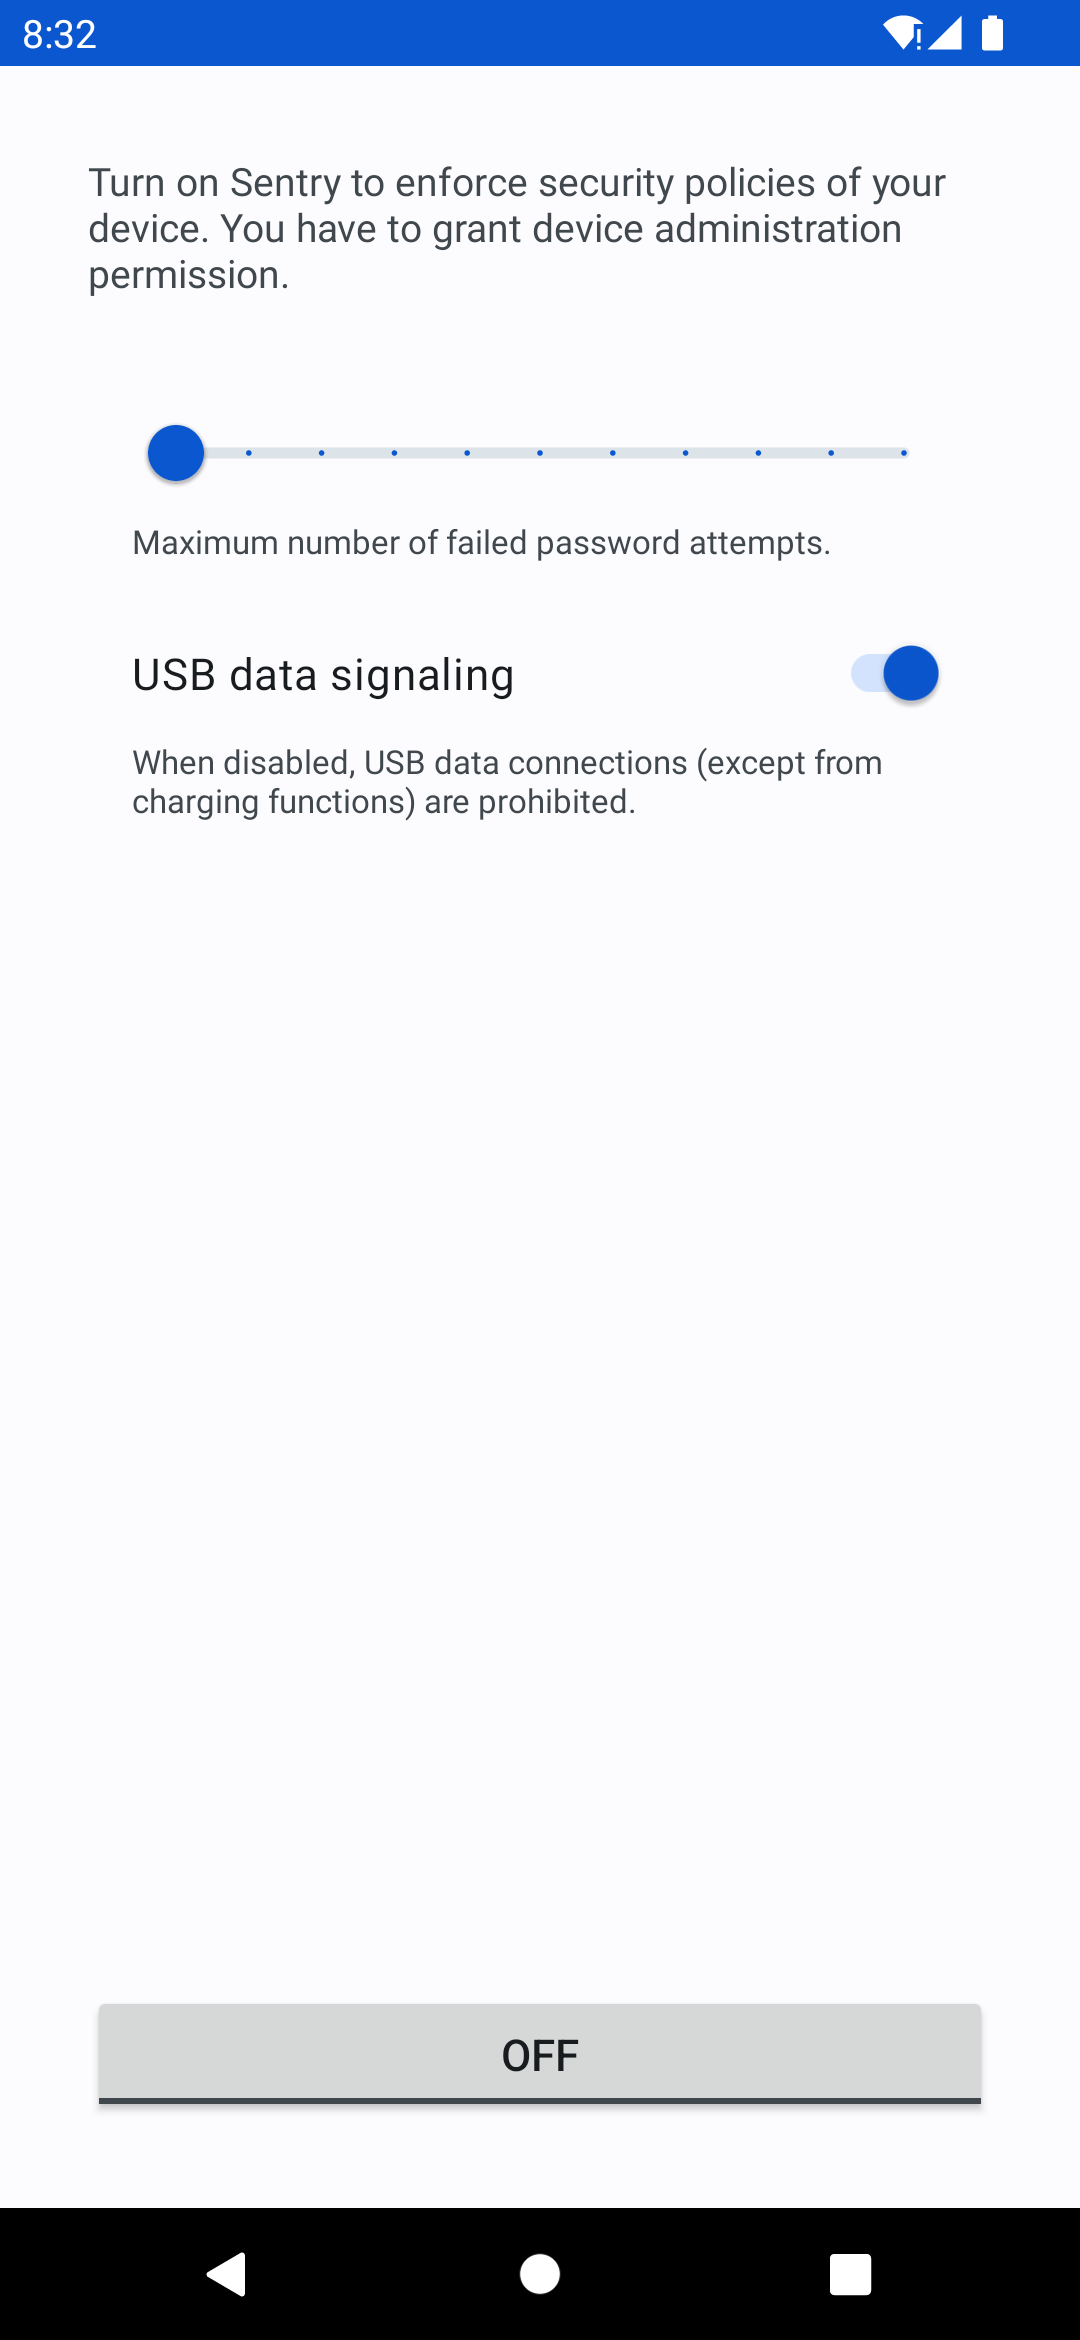 8:32
Turn on Sentry to enforce security policies of your
device. You have to grant device administration
permission.
Maximum number of failed password attempts.
USB data signaling
When disabled, USB data connections (except from
charging functions) are prohibited.
OFF